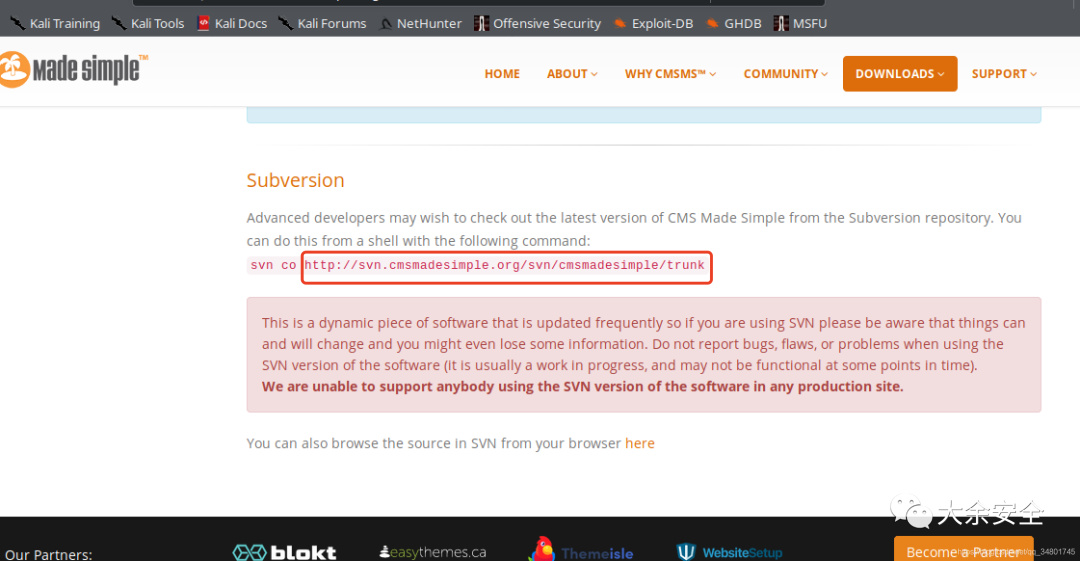 Kali Training Kali Tools Kali Docs Kali Forums NetHunter Offensive Security Exploit-DB GHDB MSFU
made simple™
HOME ABOUT WHY CMSMS™ COMMUNITY DOWNLOADS SUPPORT
Subversion
Advanced developers may wish to check out the latest version of CMS Made Simple from the Subversion repository. You
can do this from a shell with the following command:
svn co http://svn.cmsmadesimple.org/svn/cmsmadesimple/trunk
This is a dynamic piece of software that is updated frequently so if you are using SVN please be aware that things can
and will change and you might even lose some information. Do not report bugs, flaws, or problems when using the
SVN version of the software (it is usually a work in progress, and may not be functional at some points in time).
We are unable to support anybody using the SVN version of the software in any production site.
You can also browse the source in SVN from your browser here
大余安全
Our Partners: blokt easythemes.ca Themeisle WebsiteSetup Become a Partner